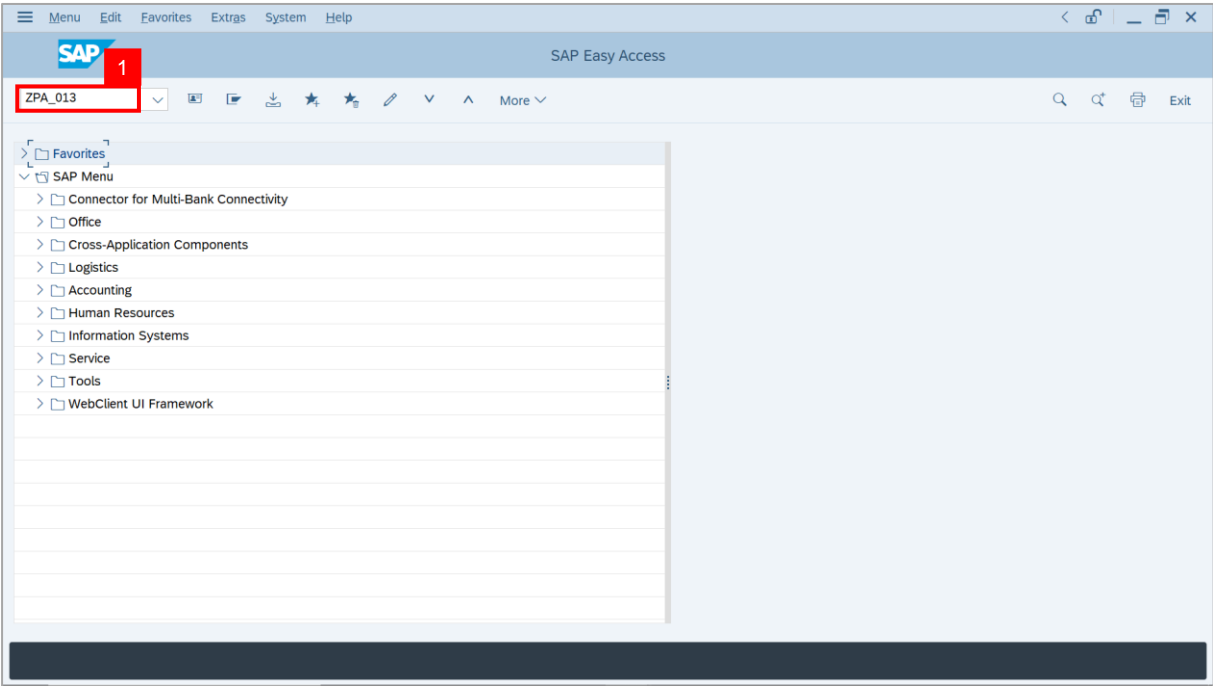 Menu Edit Favorites Extras System Help
SAP
SAP Easy Access
1
ZPA_013 More Exit
Favorites
SAP Menu
Connector for Multi-Bank Connectivity
Office
Cross-Application Components
Logistics
Accounting
Human Resources
Information Systems
Service
Tools
WebClient UI Framework